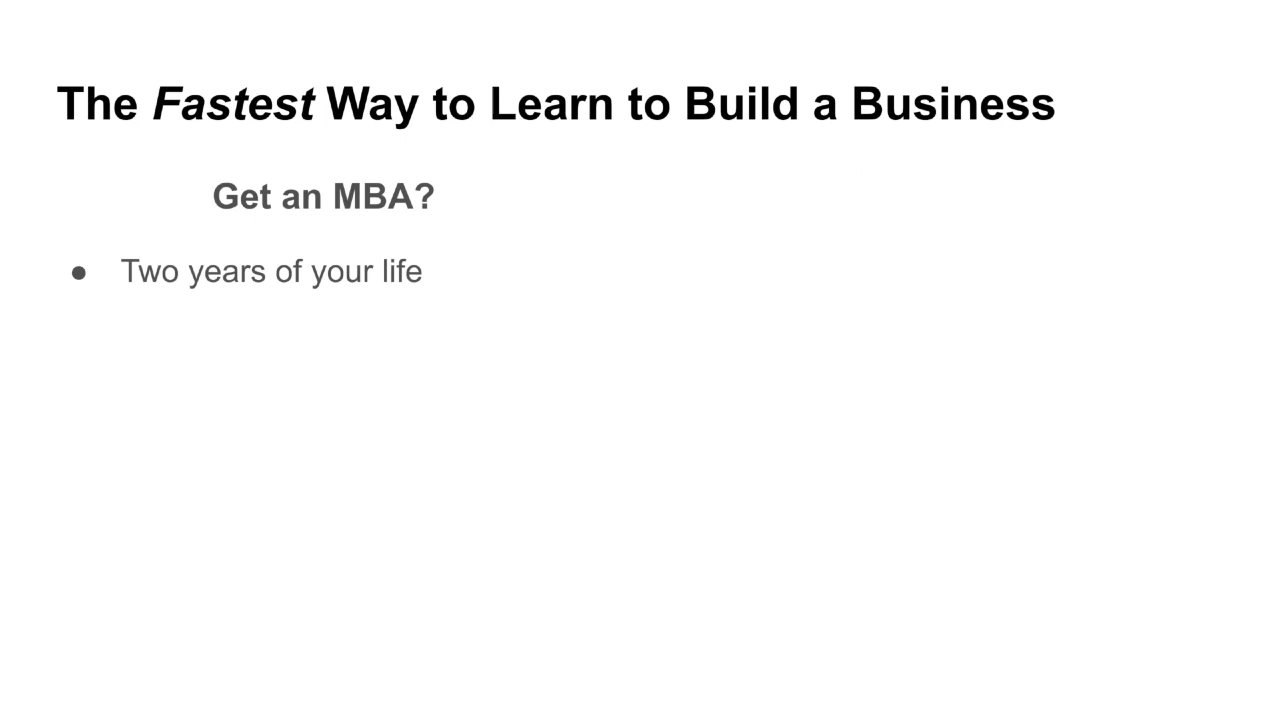 The Fastest Way to Learn to Build a Business
Get an MBA?
● Two years of your life